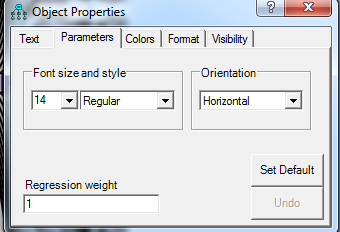 Object Properties ? X
Text Parameters Colors Format Visibility
Font size and style Orientation
14 Regular Horizontal
Set Default
Regression weight
1 Undo